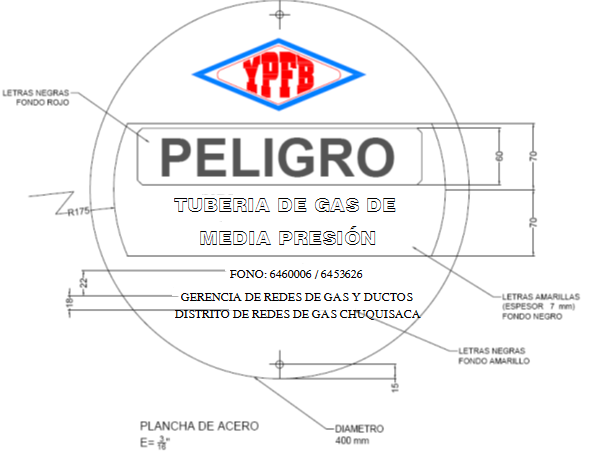 YPFB
LETRAS NEGRAS
FONDO ROJO
PELIGRO
60
70
R175
TUBERIA DE GAS DE
MEDIA PRESIÓN
70
FONO: 6460006 / 6453626
22
18
GERENCIA DE REDES DE GAS Y DUCTOS
DISTRITO DE REDES DE GAS CHUQUISACA
LETRAS AMARILLAS
(ESPESOR 7 mm)
FONDO NEGRO
LETRAS NEGRAS
FONDO AMARILLO
15
PLANCHA DE ACERO
E= 3/16"
DIAMETRO
400 mm